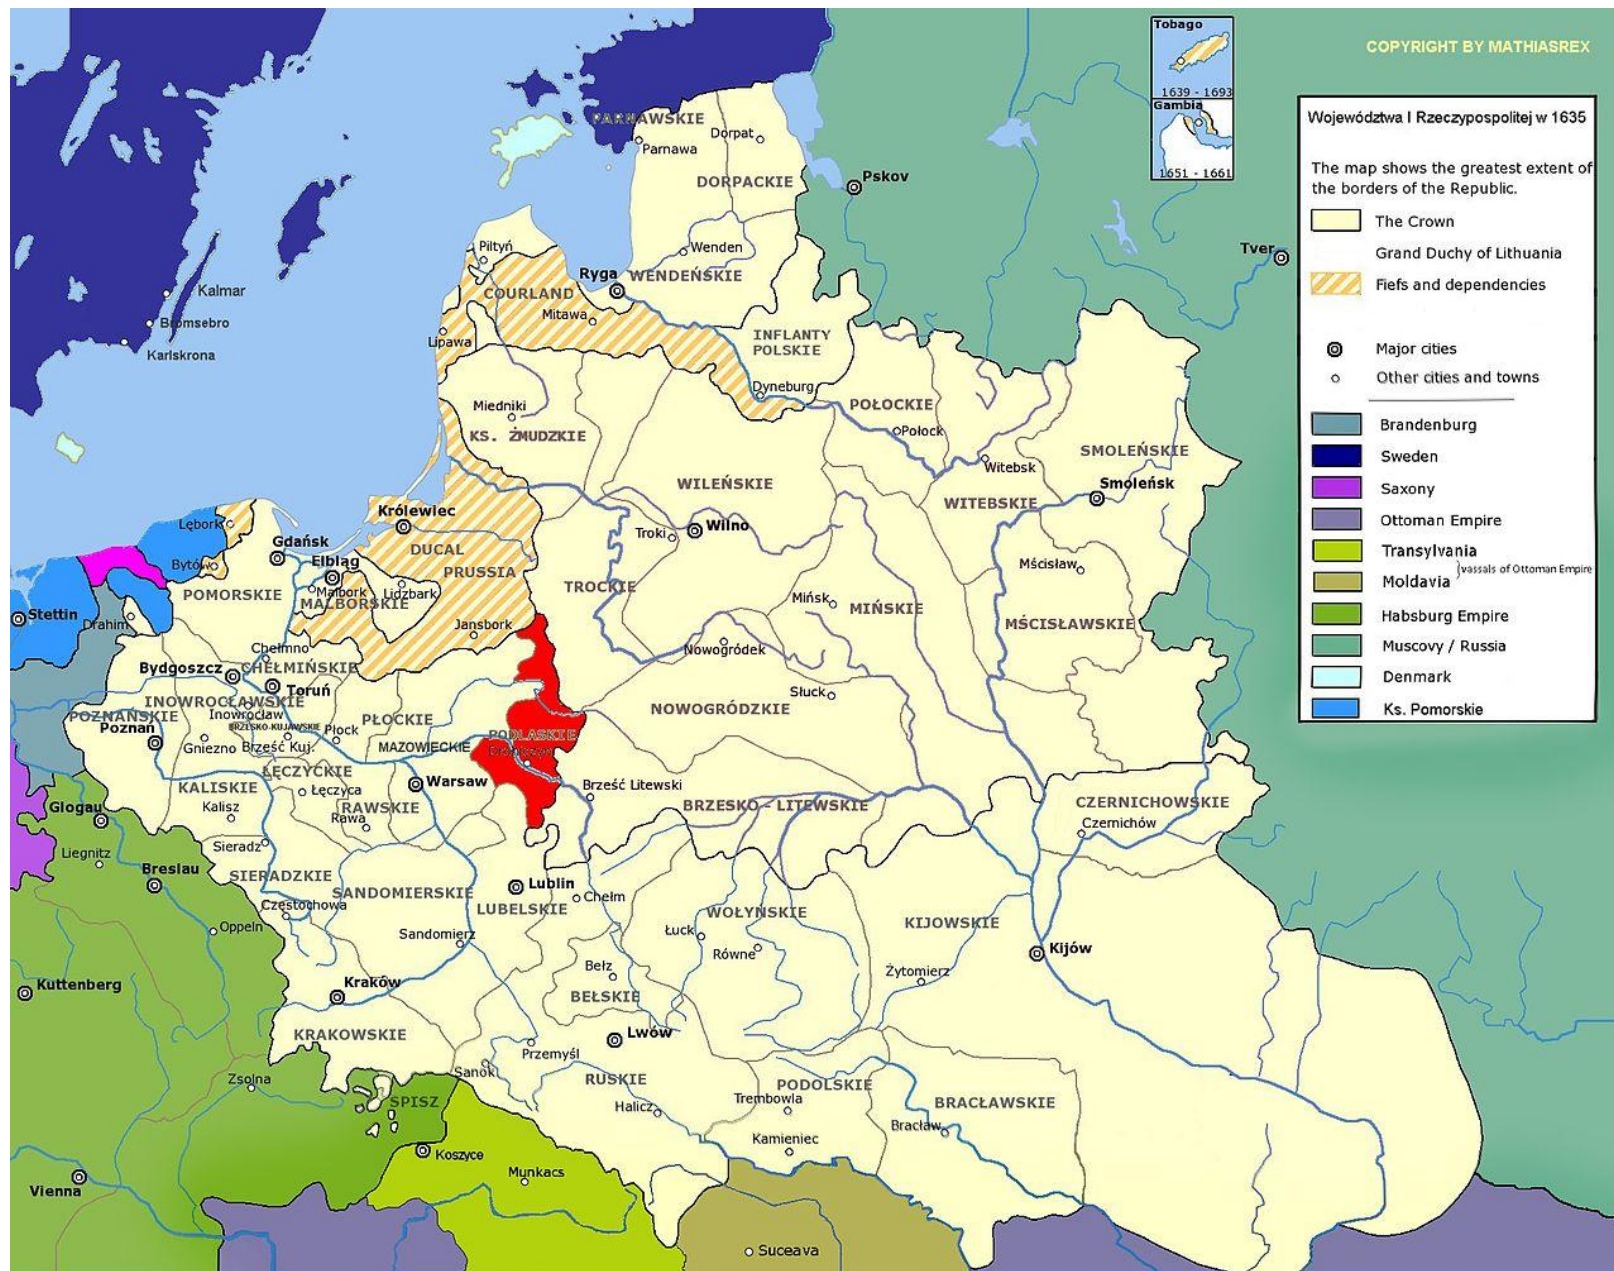 Tobago
1639 - 1693
Gambia
1651 - 1661
COPYRIGHT BY MATHIASREX
Województwa I Rzeczypospolitej w 1635
The map shows the greatest extent of
the borders of the Republic.
The Crown
Grand Duchy of Lithuania
Fiefs and dependencies
Major cities
Other cities and towns
Brandenburg
Sweden
Saxony
Ottoman Empire
Transylvania
Moldavia
}vassals of Ottoman Empire
Habsburg Empire
Muscovy / Russia
Denmark
Ks. Pomorskie
PARNAWSKIE
Parnawa
Dorpat
DORPACKIE
Pskov
Tver
Piltyń
Wenden
WENDEŃSKIE
Ryga
COURLAND
Mitawa
Kalmar
Bromsebro
Karlskrona
Lipawa
INFLANTY
POLSKIE
Dyneburg
Miedniki
KS. ŻMUDZKIE
POŁOCKIE
Połock
SMOLEŃSKIE
Witebsk
WILEŃSKIE
WITEBSKIE
Smoleńsk
Królewiec
Wilno
Troki
Lębork
Gdańsk
DUCAL
PRUSSIA
Elbląg
Bytów
Malbork
Lidzbark
MALBORSKIE
POMORSKIE
TROCKIE
Mścisław
Mińsk
MIŃSKIE
MŚCISŁAWSKIE
Stettin
Drahim
Jansbork
Nowogródek
Chełmno
CHEŁMIŃSKIE
Bydgoszcz
Toruń
Słuck
INOWROCŁAWSKIE
Inowrocław
POZNAŃSKIE
Poznań
BRZESKO-KUJAWSKIE
PŁOCKIE
NOWOGRÓDZKIE
Płock
Gniezno
Brześć Kuj.
MAZOWIECKIE
PODLASKIE
ŁĘCZYCKIE
Łęczyca
Warsaw
Brześć Litewski
KALISKIE
Kalisz
RAWSKIE
Rawa
BRZESKO - LITEWSKIE
CZERNICHOWSKIE
Czernichów
Glogau
Liegnitz
Sieradz
Breslau
SIERADZKIE
SANDOMIERSKIE
Lublin
LUBELSKIE
Chełm
Częstochowa
WOŁYŃSKIE
KIJOWSKIE
Oppeln
Sandomierz
Łuck
Równe
Kijów
Kuttenberg
Kraków
Bełz
BEŁSKIE
Żytomierz
KRAKOWSKIE
Lwów
Przemyśl
Sanok
RUSKIE
PODOLSKIE
Zsolna
SPISZ
Halicz
Trembowla
BRACŁAWSKIE
Bracław
Kamieniec
Koszyce
Munkacs
Vienna
Suceava